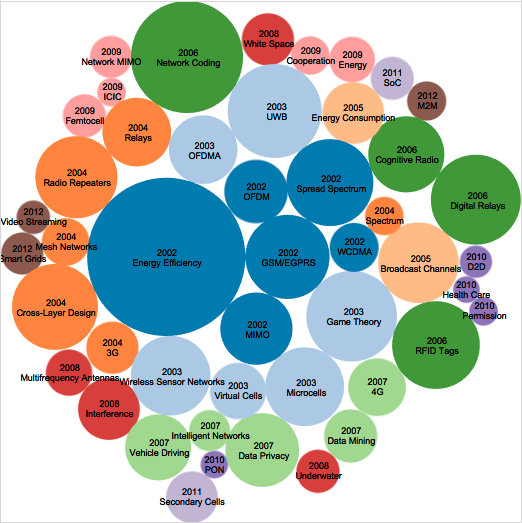 2009
Network MIMO
2006
Network Coding
2008
White Space
2009
Cooperation
2009
Energy
2011
SoC
2012
M2M
2009
ICIC
2009
Femtocell
2004
Relays
2003
OFDMA
2003
UWB
2005
Energy Consumption
2006
Cognitive Radio
2004
Radio Repeaters
2002
OFDM
2002
Spread Spectrum
2006
Digital Relays
2012
Video Streaming
2004
Mesh Networks
2012
Smart Grids
2002
Energy Efficiency
2002
GSM/EGPRS
2004
Spectrum
2002
WCDMA
2005
Broadcast Channels
2010
D2D
2010
Health Care
2010
Permission
2004
Cross-Layer Design
2002
MIMO
2003
Game Theory
2006
RFID Tags
2004
3G
2008
Multifrequency Antennas
2003
Wireless Sensor Networks
2003
Virtual Cells
2003
Microcells
2007
4G
2008
Interference
2007
Vehicle Driving
2007
Intelligent Networks
2007
Data Privacy
2007
Data Mining
2010
PON
2008
Underwater
2011
Secondary Cells